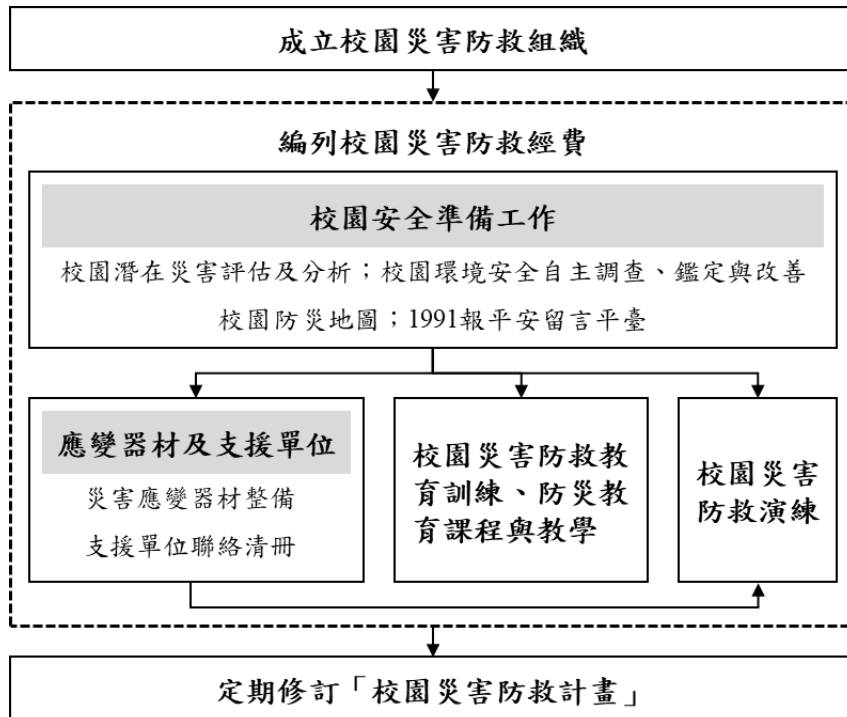 成立校園災害防救組織
編列校園災害防救經費
校園安全準備工作
校園潛在災害評估及分析；校園環境安全自主調查、鑑定與改善
校園防災地圖；1991報平安留言平臺
應變器材及支援單位
災害應變器材整備
支援單位聯絡清冊
校園災害防救教
育訓練、防災教
育課程與教學
校園災害
防救演練
定期修訂「校園災害防救計畫」